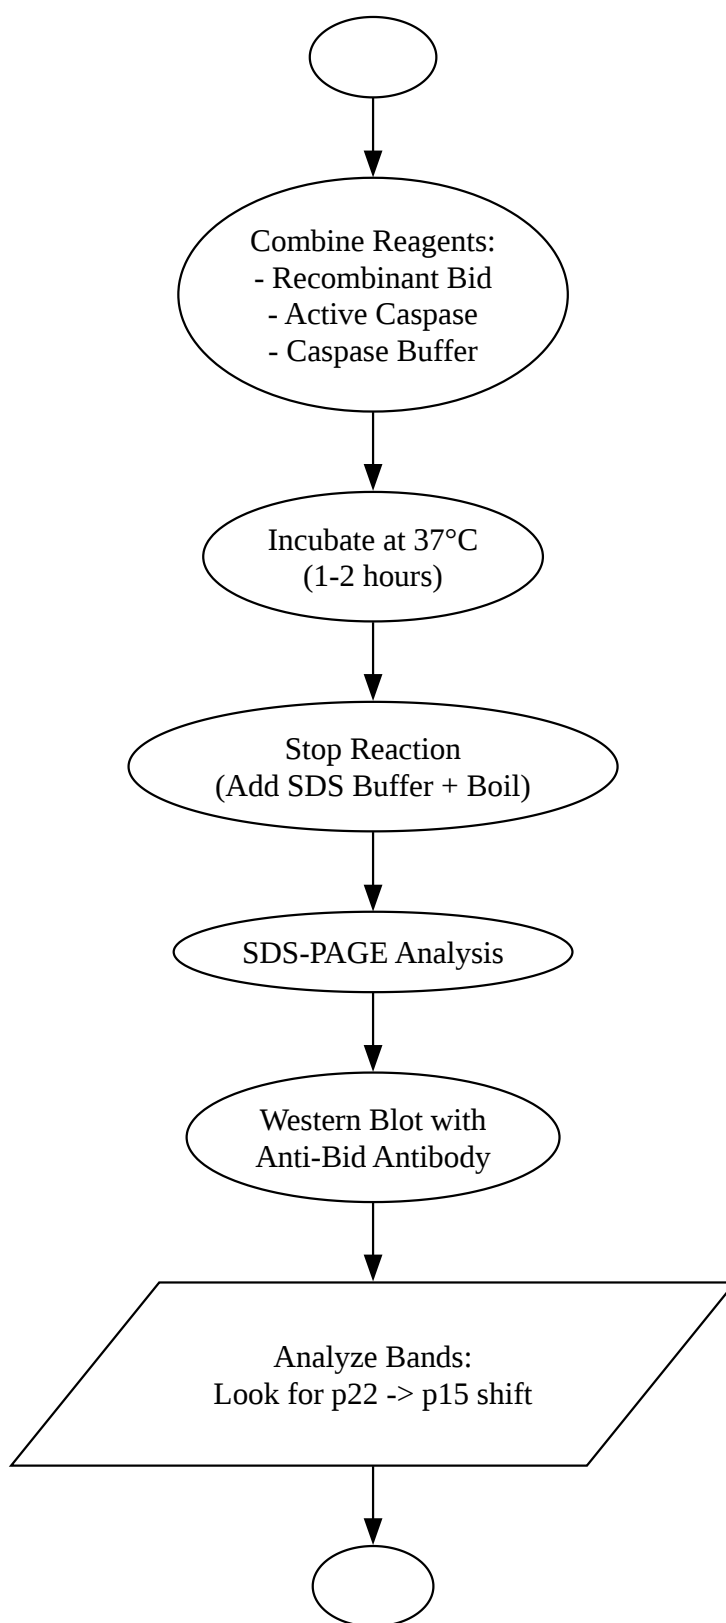 Combine Reagents:
- Recombinant Bid
- Active Caspase
- Caspase Buffer
Incubate at 37°C
(1-2 hours)
Stop Reaction
(Add SDS Buffer + Boil)
SDS-PAGE Analysis
Western Blot with
Anti-Bid Antibody
Analyze Bands:
Look for p22 -> p15 shift